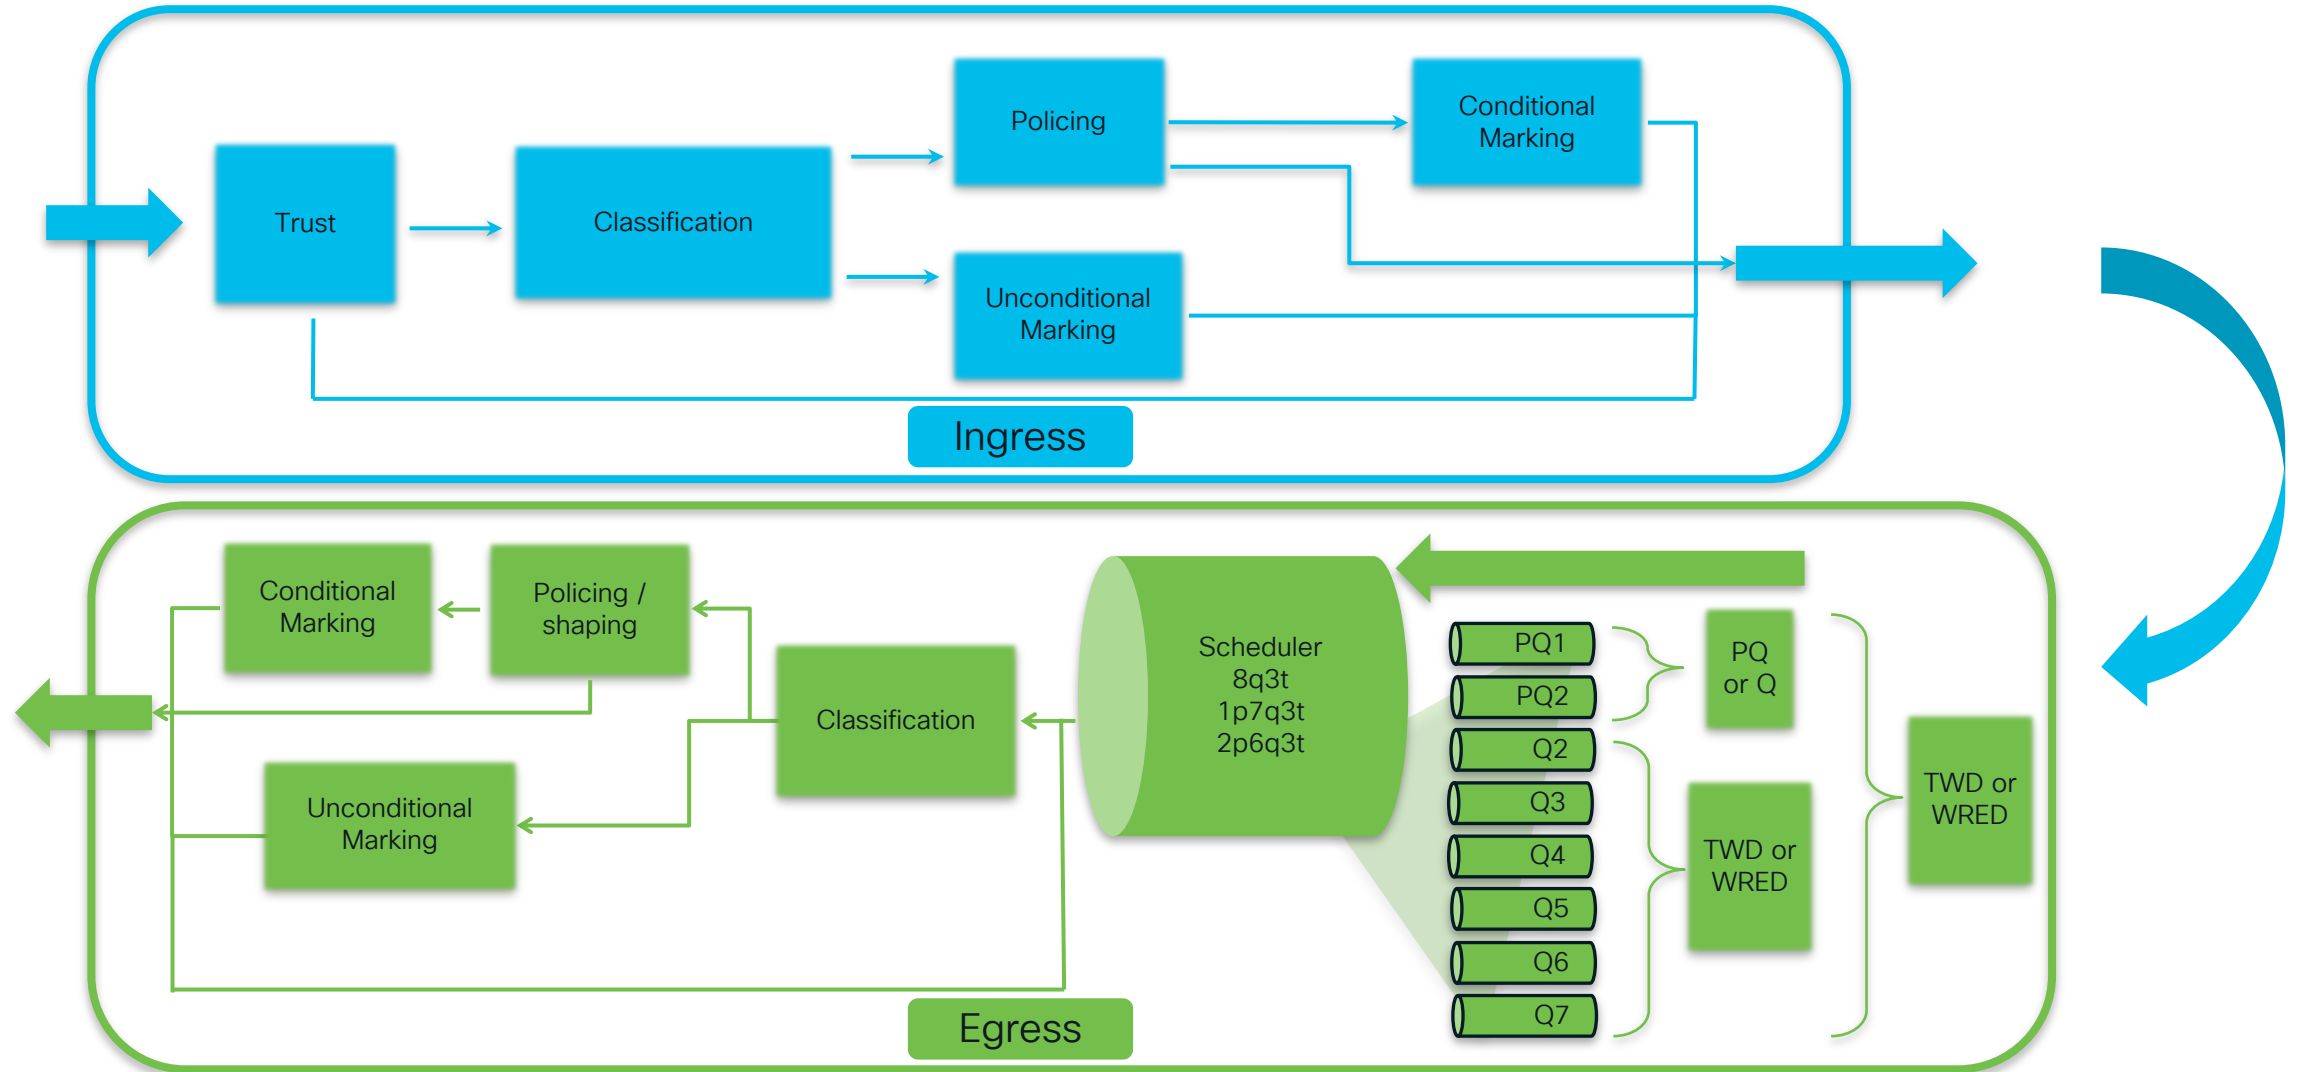 Policing
Conditional
Marking
Trust
Classification
Unconditional
Marking
Ingress
Conditional
Marking
Policing /
shaping
Classification
Unconditional
Marking
Scheduler
8q3t
1p7q3t
2p6q3t
PQ1
PQ2
Q2
Q3
Q4
Q5
Q6
Q7
PQ
or Q
TWD or
WRED
TWD or
WRED
Egress